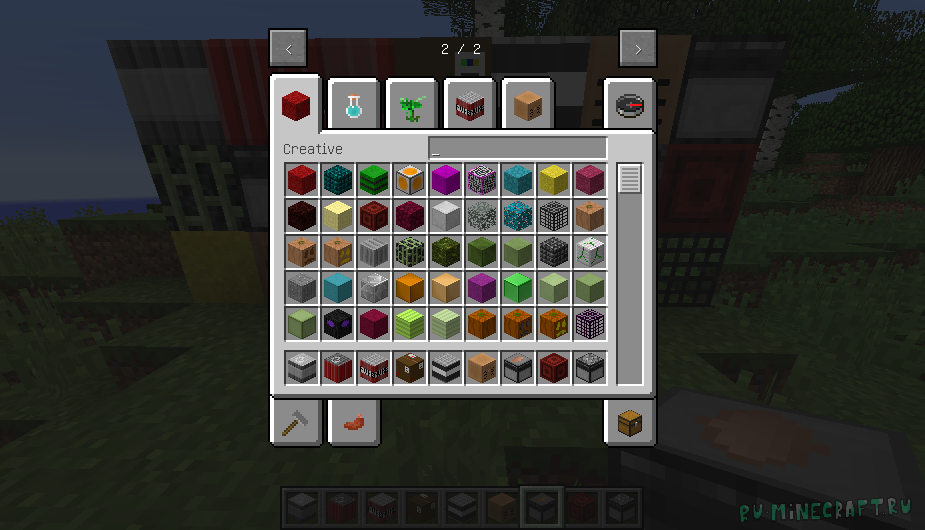 <
2 / 2
>
Creative
_
RU-MINECRAFT.RU